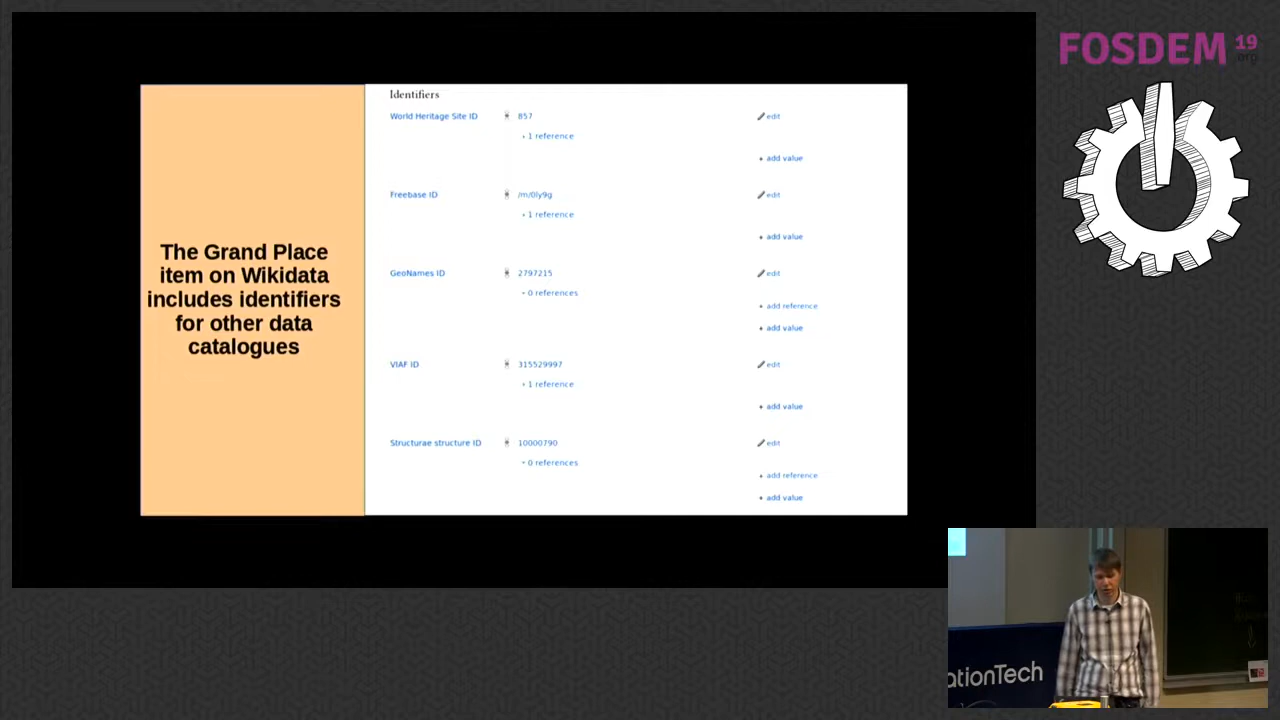 FOSDEM 19
.org
Identifiers
World Heritage Site ID 857 edit
1 reference
+ add value
Freebase ID /m/0ly9g edit
1 reference
+ add value
GeoNames ID 2797215 edit
0 references
+ add reference
+ add value
VIAF ID 315529997 edit
1 reference
+ add value
Structurae structure ID 10000790 edit
0 references
+ add reference
+ add value
The Grand Place
item on Wikidata
includes identifiers
for other data
catalogues
ationTech